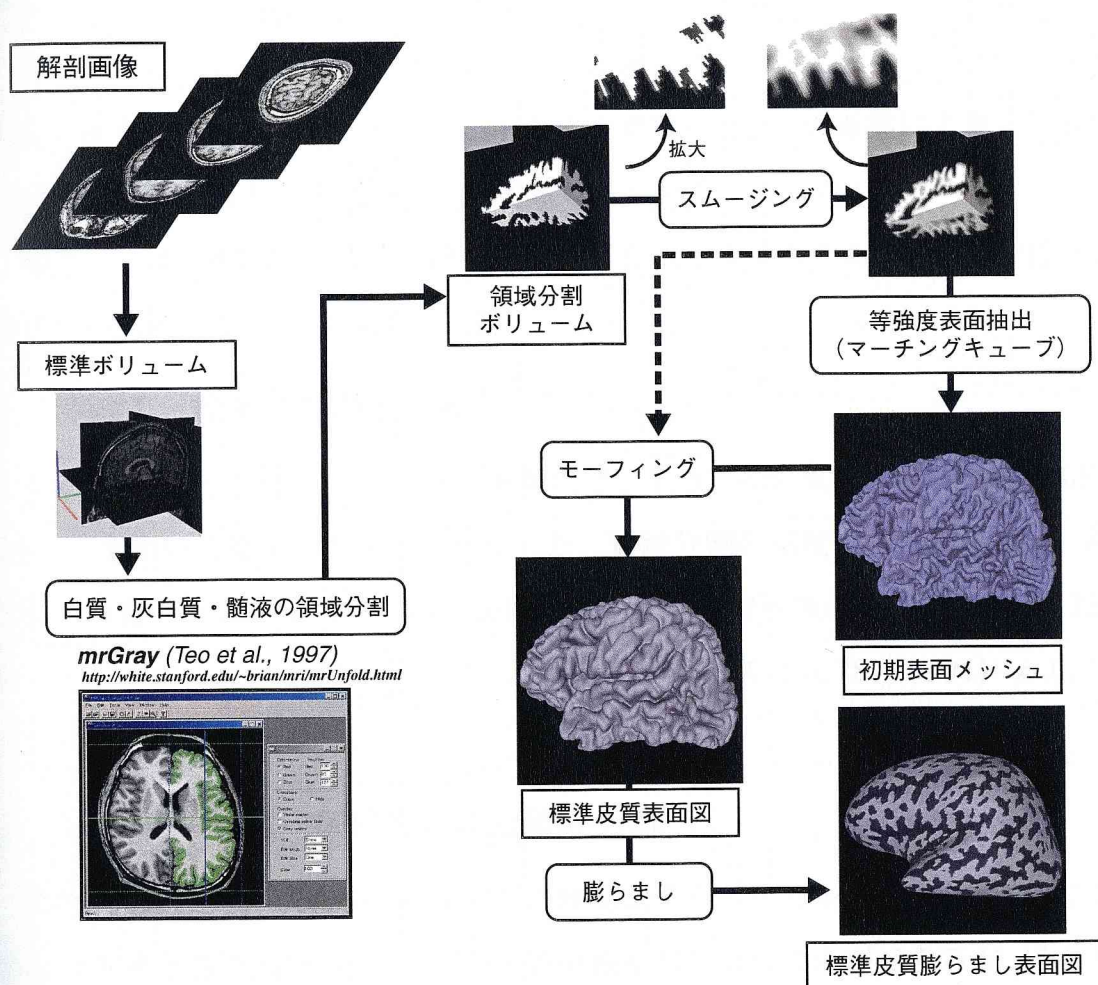 解剖画像
標準ボリューム
白質・灰白質・髄液の領域分割
mrGray (Teo et al., 1997)
http://white.stanford.edu/~brian/mri/mrUnfold.html
領域分割
ボリューム
拡大
スムージング
等強度表面抽出
(マーチングキューブ)
初期表面メッシュ
モーフィング
標準皮質表面図
膨らまし
標準皮質膨らまし表面図